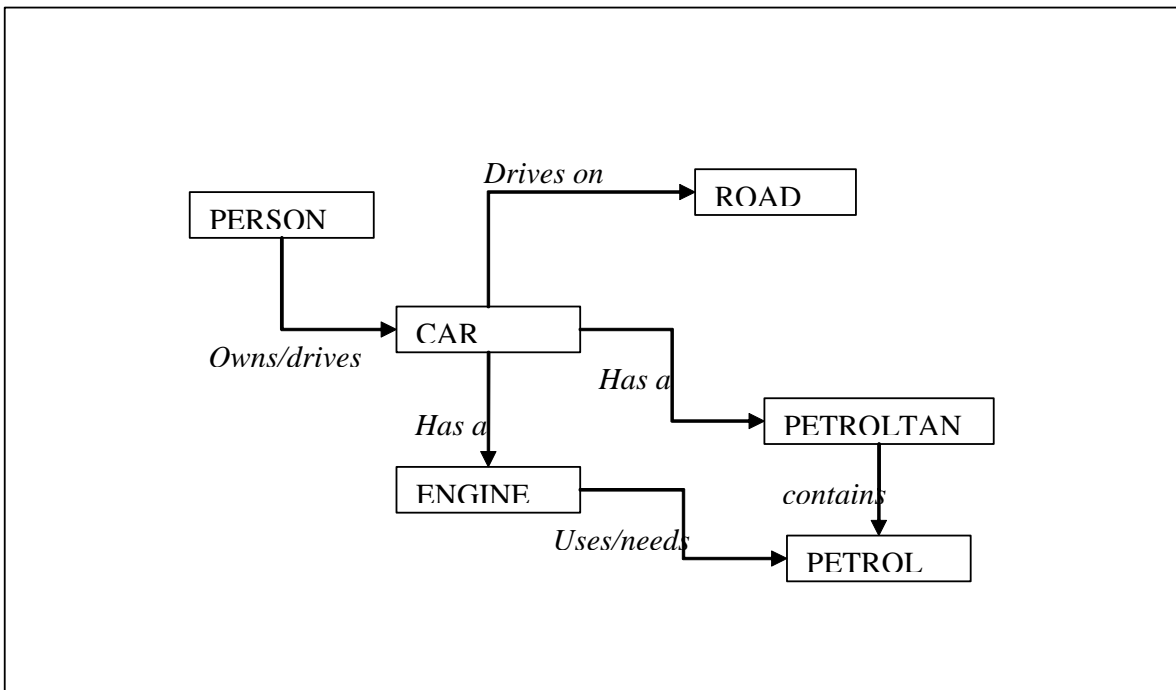 Drives on
ROAD
PERSON
CAR
Owns/drives
Has a
Has a
PETROLTAN
ENGINE
contains
Uses/needs
PETROL